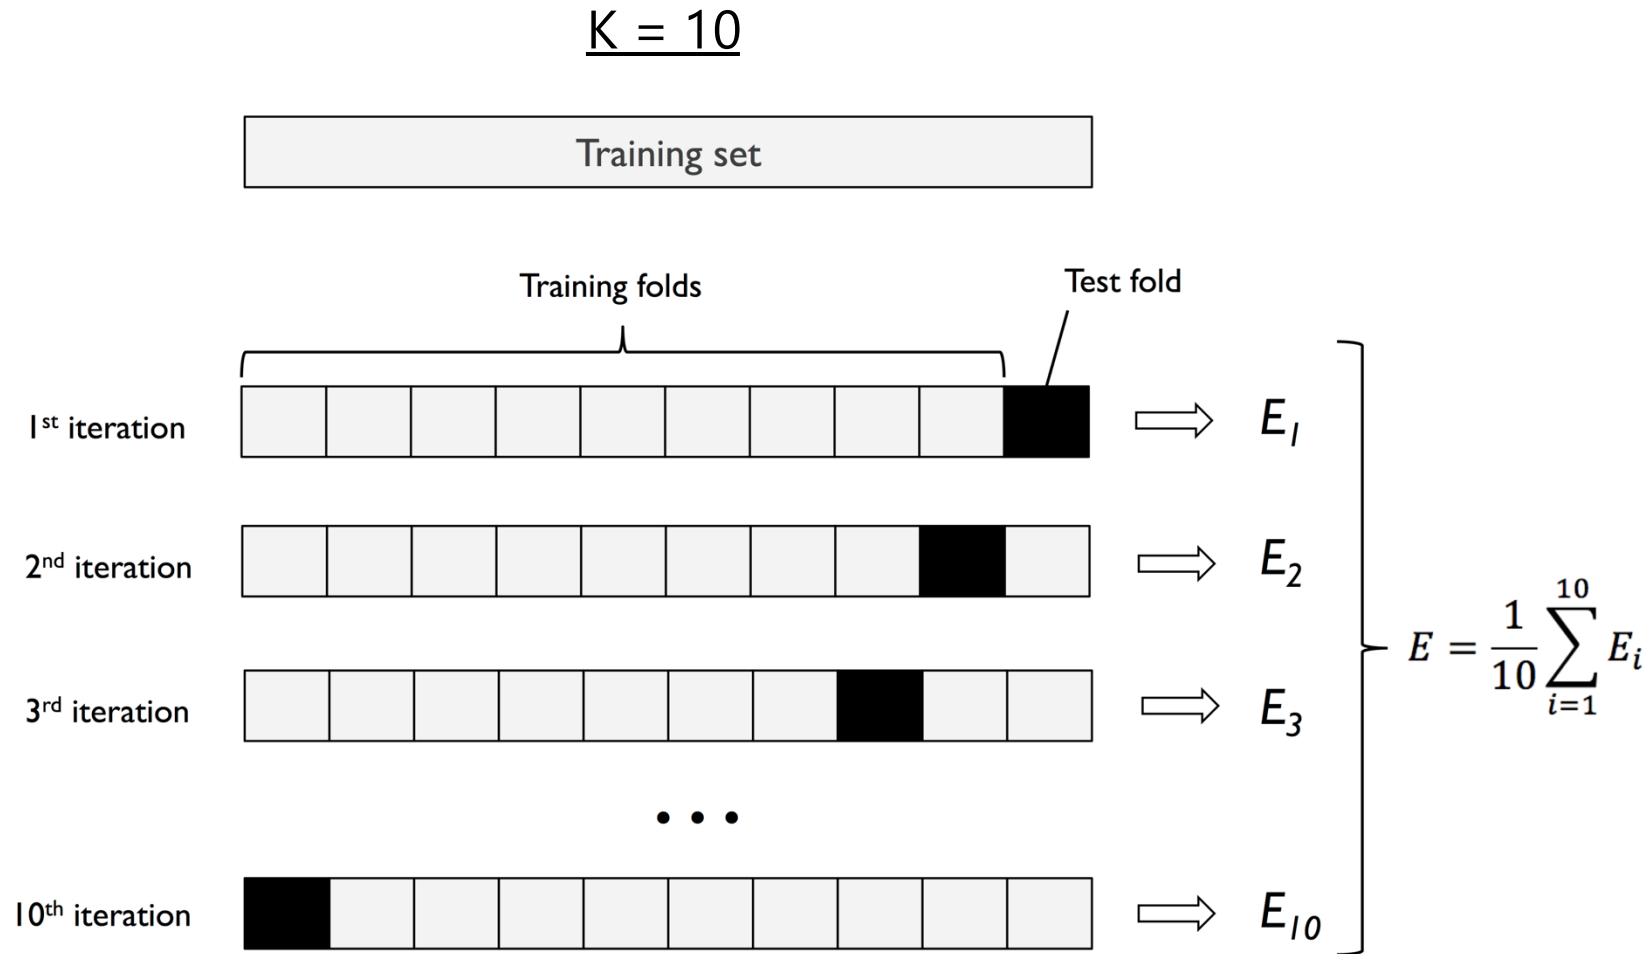 K = 10
Training set
Training folds
Test fold
1st iteration
E1
2nd iteration
E2
3rd iteration
E3
...
10th iteration
E10
E = 1/10 ∑ i=1 10 Ei